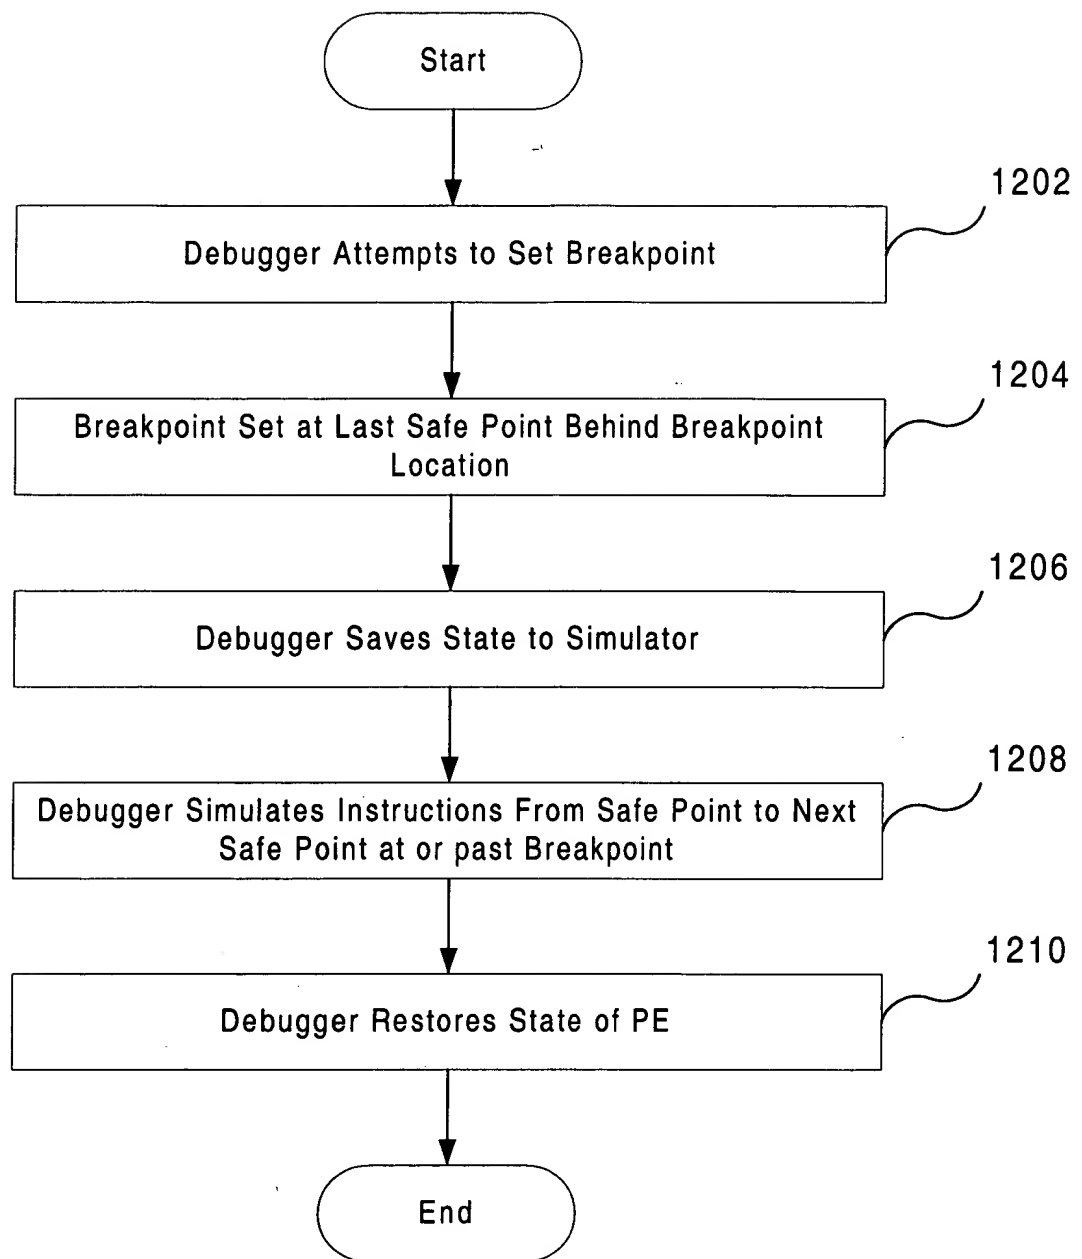 Start
1202
Debugger Attempts to Set Breakpoint
1204
Breakpoint Set at Last Safe Point Behind Breakpoint
Location
1206
Debugger Saves State to Simulator
1208
Debugger Simulates Instructions From Safe Point to Next
Safe Point at or past Breakpoint
1210
Debugger Restores State of PE
End